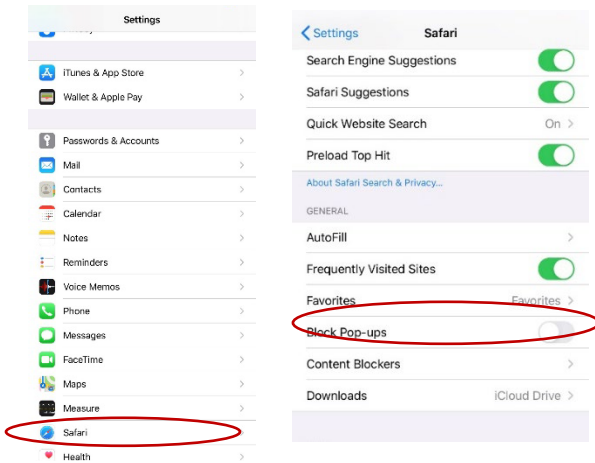 Settings
iTunes & App Store
Wallet & Apple Pay
Passwords & Accounts
Mail
Contacts
Calendar
Notes
Reminders
Voice Memos
Phone
Messages
FaceTime
Maps
Measure
Safari
Health
Settings Safari
Search Engine Suggestions
Safari Suggestions
Quick Website Search On
Preload Top Hit
About Safari Search & Privacy...
GENERAL
AutoFill
Frequently Visited Sites
Favorites Favorites
Block Pop-ups
Content Blockers
Downloads iCloud Drive